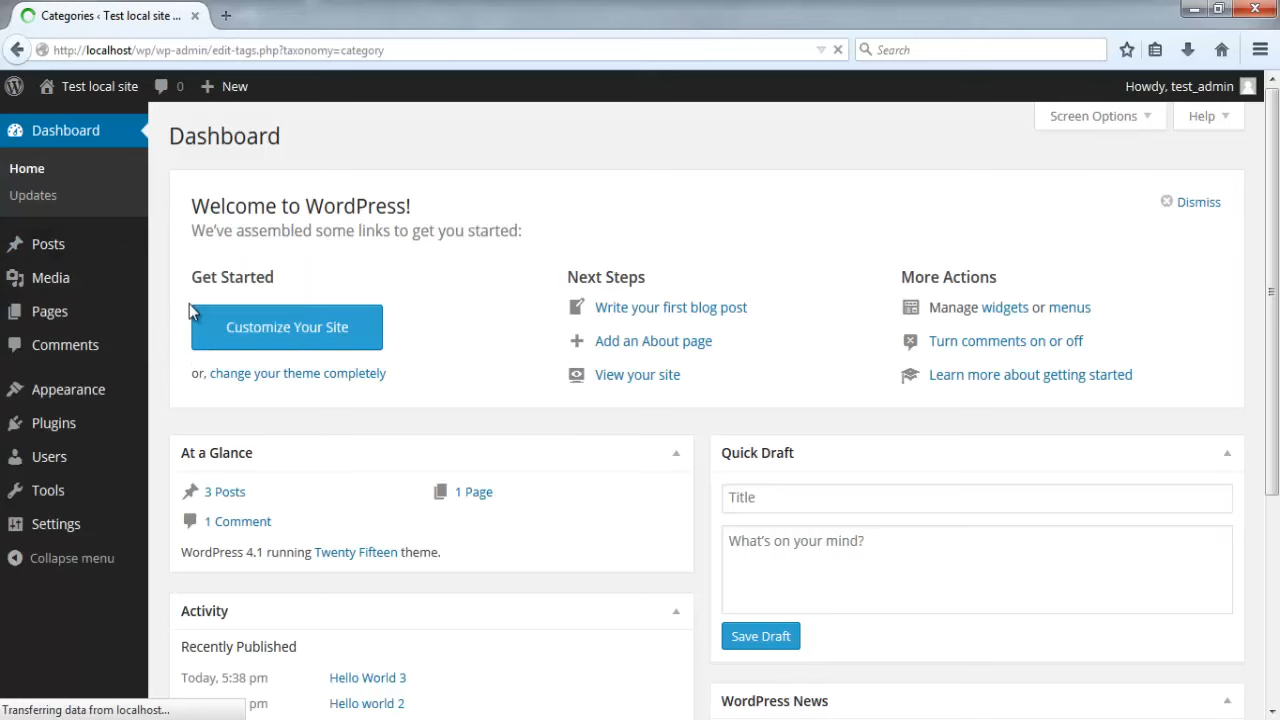 Categories ‹ Test local site ...
http://localhost/wp/wp-admin/edit-tags.php?taxonomy=category
Search
Test local site
0
New
Howdy, test_admin
Dashboard
Home
Updates
Posts
Media
Pages
Comments
Appearance
Plugins
Users
Tools
Settings
Collapse menu
Screen Options
Help
Dashboard
Welcome to WordPress!
We've assembled some links to get you started:
Dismiss
Get Started
Customize Your Site
or, change your theme completely
Next Steps
Write your first blog post
Add an About page
View your site
More Actions
Manage widgets or menus
Turn comments on or off
Learn more about getting started
At a Glance
3 Posts
1 Page
1 Comment
WordPress 4.1 running Twenty Fifteen theme.
Activity
Recently Published
Today, 5:38 pm Hello World 3
pm Hello world 2
Quick Draft
Title
What's on your mind?
Save Draft
WordPress News
Transferring data from localhost...